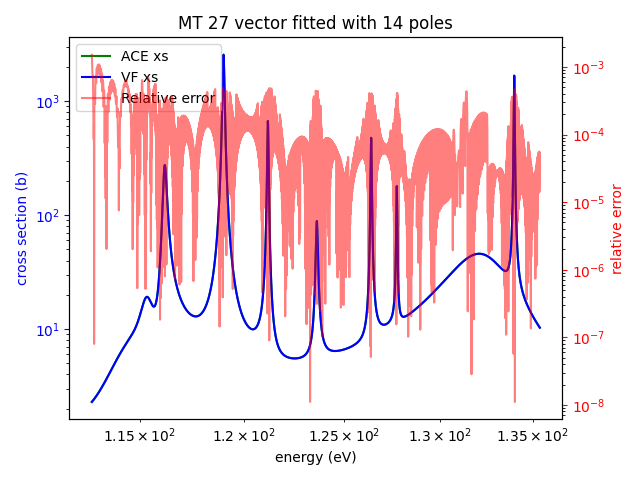 MT 27 vector fitted with 14 poles
ACE xs
VF xs
Relative error
10³
10²
10¹
cross section (b)
10⁻³
10⁻⁴
10⁻⁵
10⁻⁶
10⁻⁷
10⁻⁸
relative error
1.15 × 10² 1.2 × 10² 1.25 × 10² 1.3 × 10² 1.35 × 10²
energy (eV)